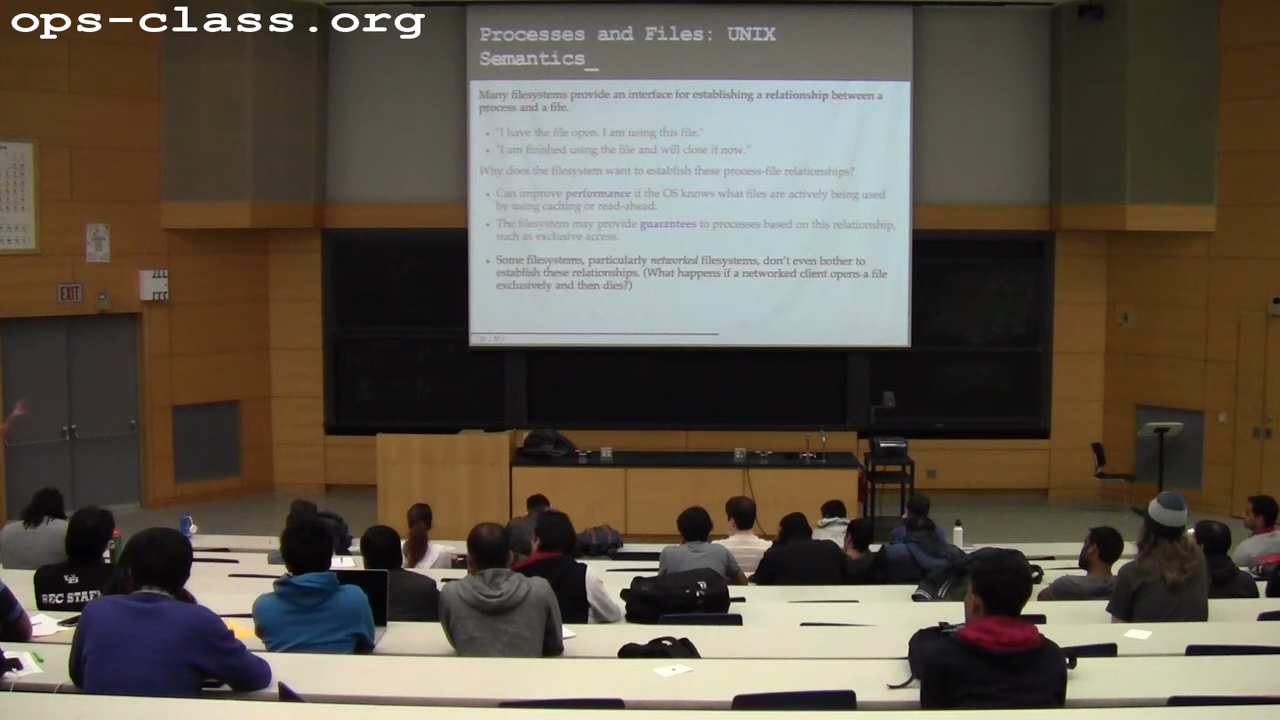 ops-class.org
Processes and Files: UNIX
Semantics_
Many filesystems provide an interface for establishing a relationship between a
process and a file.
• "I have the file open. I am using this file."
• "I am finished using the file and will close it now."
Why does the filesystem want to establish these process-file relationships?
• Can improve performance if the OS knows what files are actively being used
by using caching or read-ahead.
• The filesystem may provide guarantees to processes based on this relationship,
such as exclusive access.
• Some filesystems, particularly networked filesystems, don't even bother to
establish these relationships. (What happens if a networked client opens a file
exclusively and then dies?)
EXIT
REC STAFF